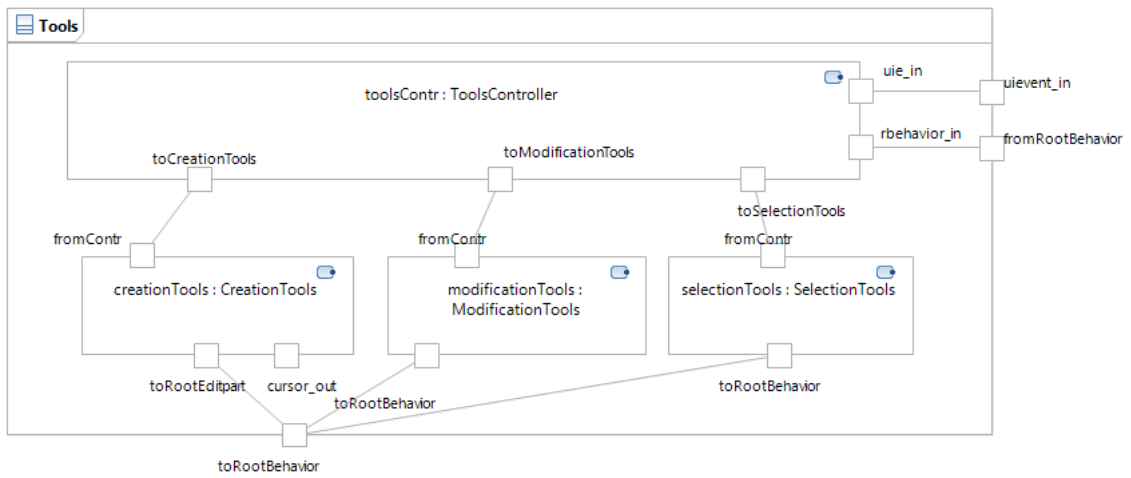 Tools
uie_in
uievent_in
toolsContr : ToolsController
rbehavior_in
fromRootBehavior
toCreationTools
toModificationTools
toSelectionTools
fromContr
fromContr
fromContr
creationTools : CreationTools
modificationTools :
ModificationTools
selectionTools : SelectionTools
toRootEditpart
cursor_out
toRootBehavior
toRootBehavior
toRootBehavior